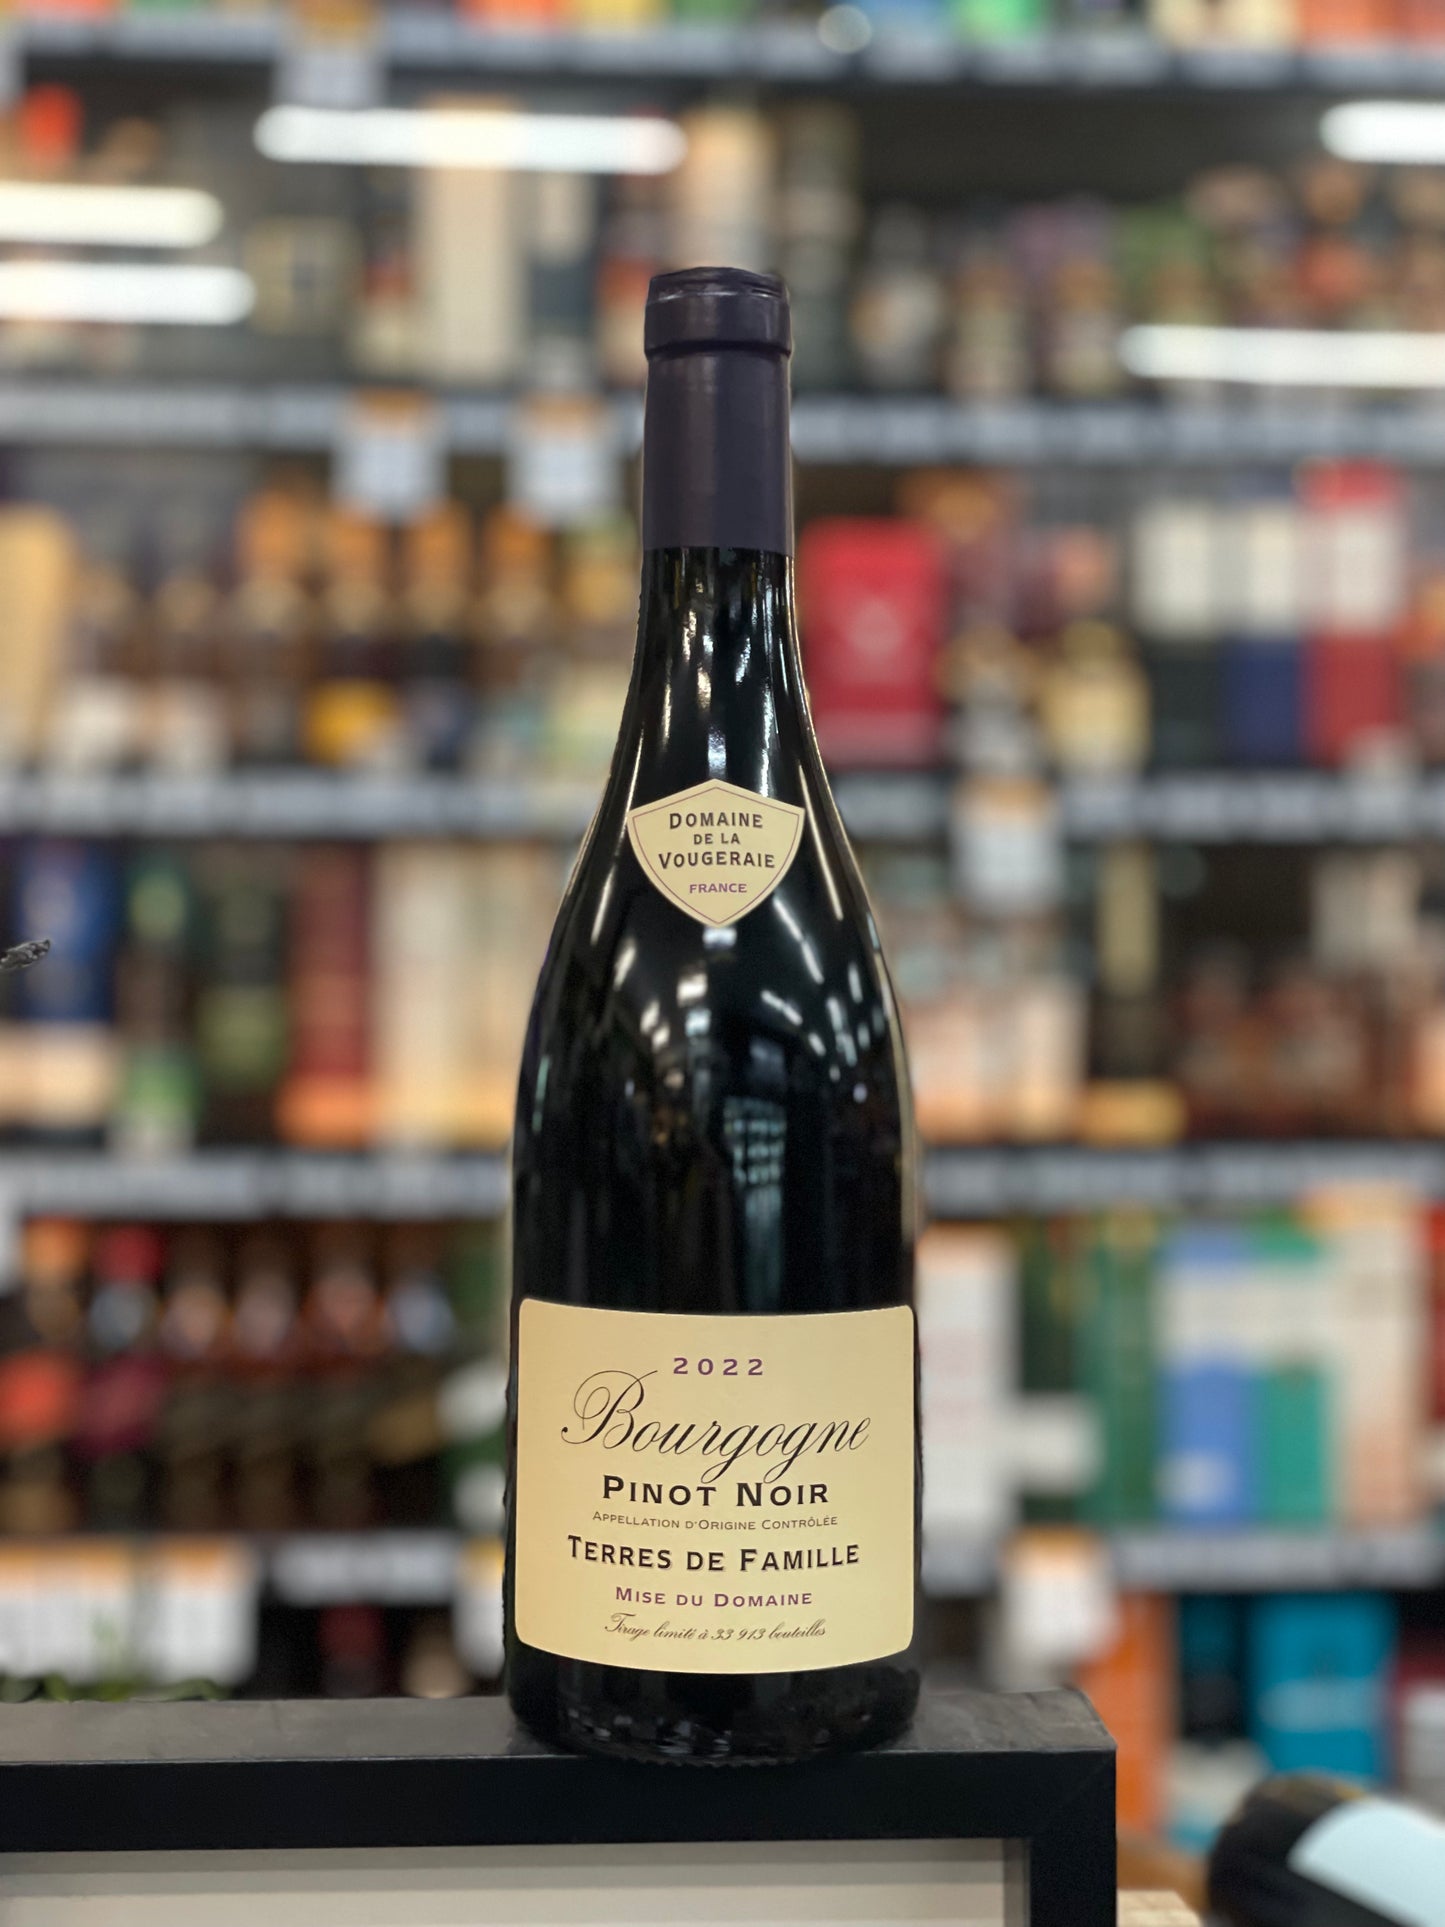 DOMAINE
DE LA
VOUGERAIE
FRANCE
2022
Bourgogne
PINOT NOIR
APPELLATION D'ORIGINE CONTRÔLÉE
TERRES DE FAMILLE
MISE DU DOMAINE
Tirage limité à 33 913 bouteilles